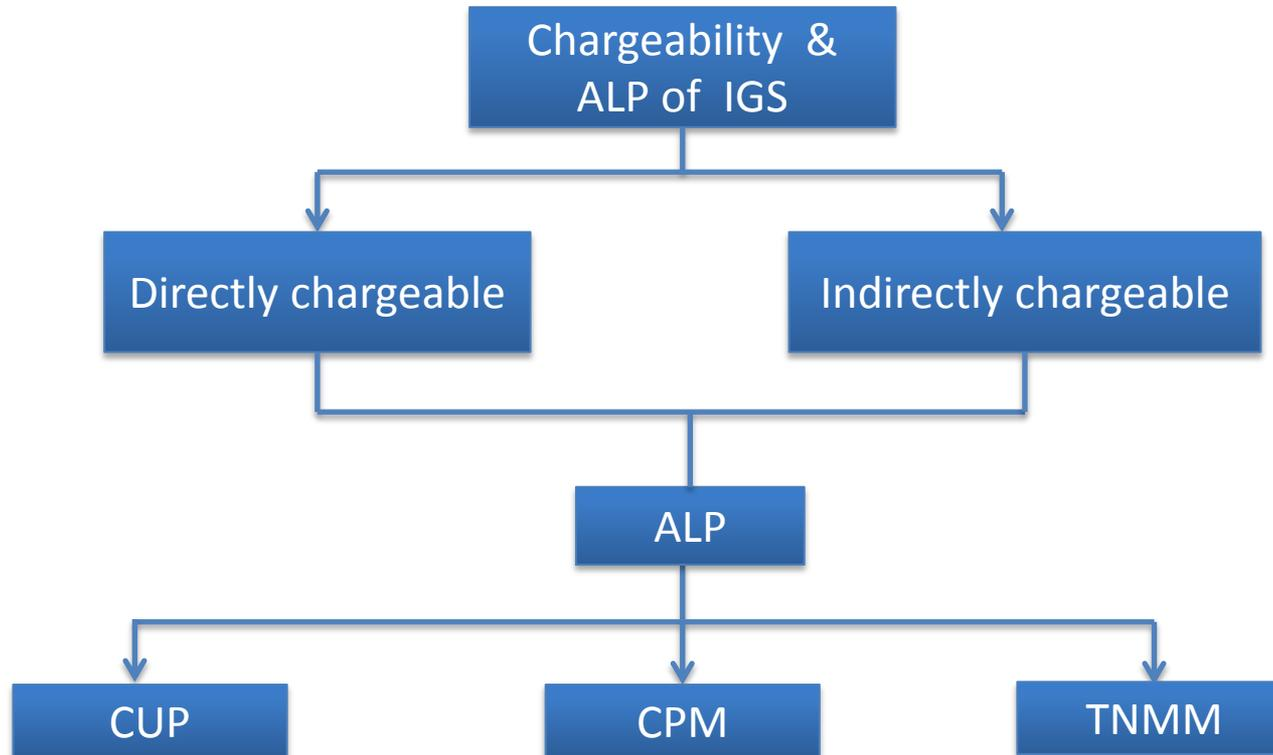 Chargeability &
ALP of IGS
Directly chargeable
Indirectly chargeable
ALP
CUP
CPM
TNMM